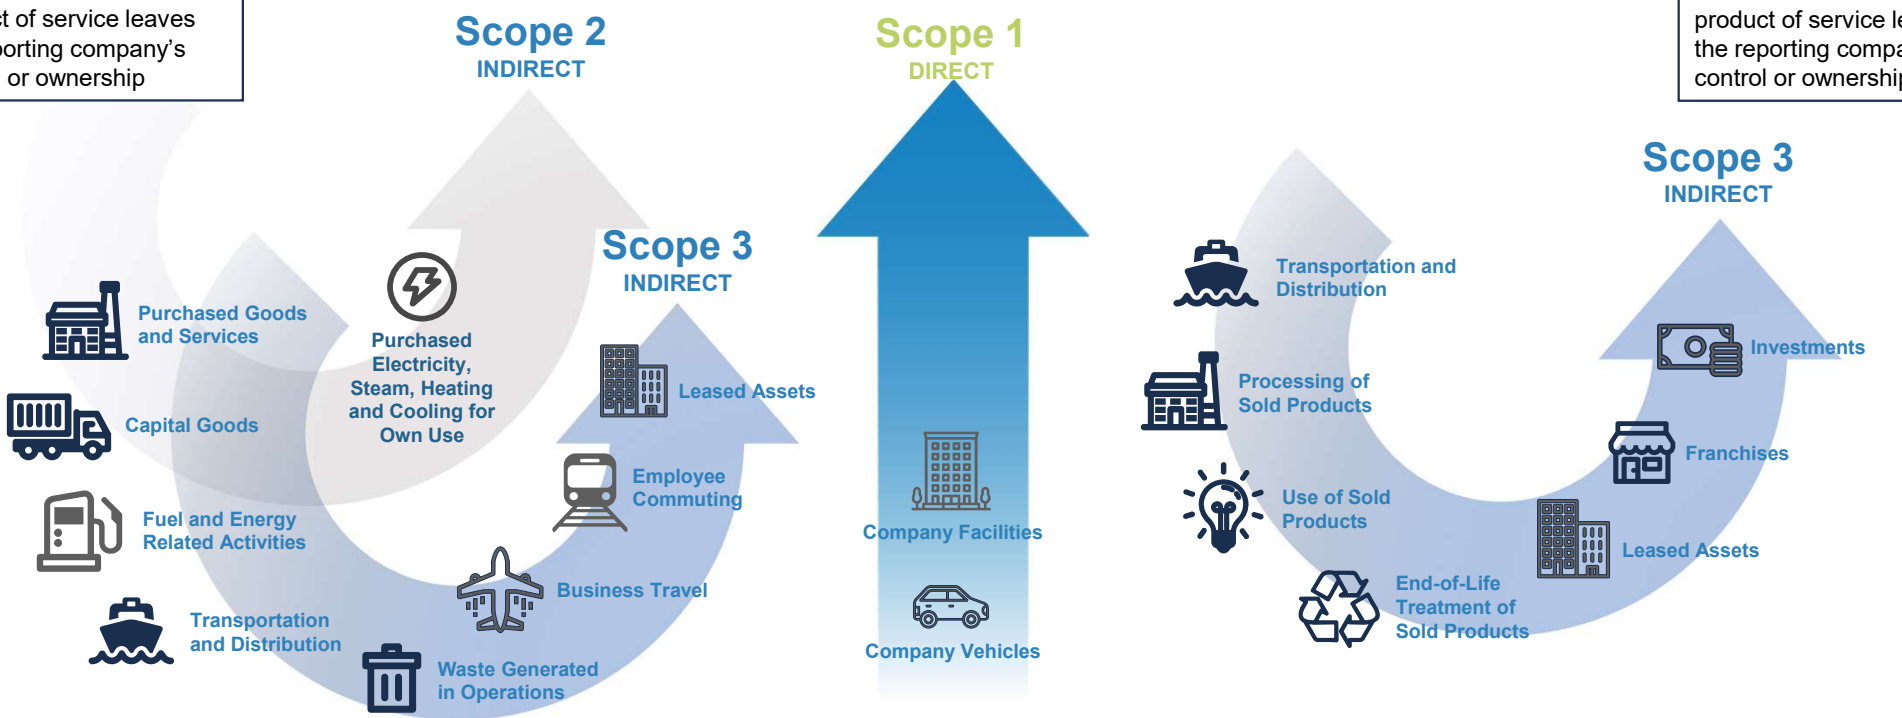 ct of service leaves
porting company's
or ownership
Scope 2
INDIRECT
Scope 1
DIRECT
product of service
the reporting
control or
Scope 3
INDIRECT
Purchased Goods
and Services
Capital Goods
Fuel and Energy
Related Activities
Transportation
and Distribution
Waste Generated
in Operations
Business Travel
Employee
Commuting
Leased Assets
Scope 3
INDIRECT
Purchased
Electricity,
Steam, Heating
and Cooling for
Own Use
Company Facilities
Company Vehicles
Transportation and
Distribution
Processing of
Sold Products
Use of Sold
Products
End-of-Life
Treatment of
Sold Products
Leased Assets
Franchises
Investments